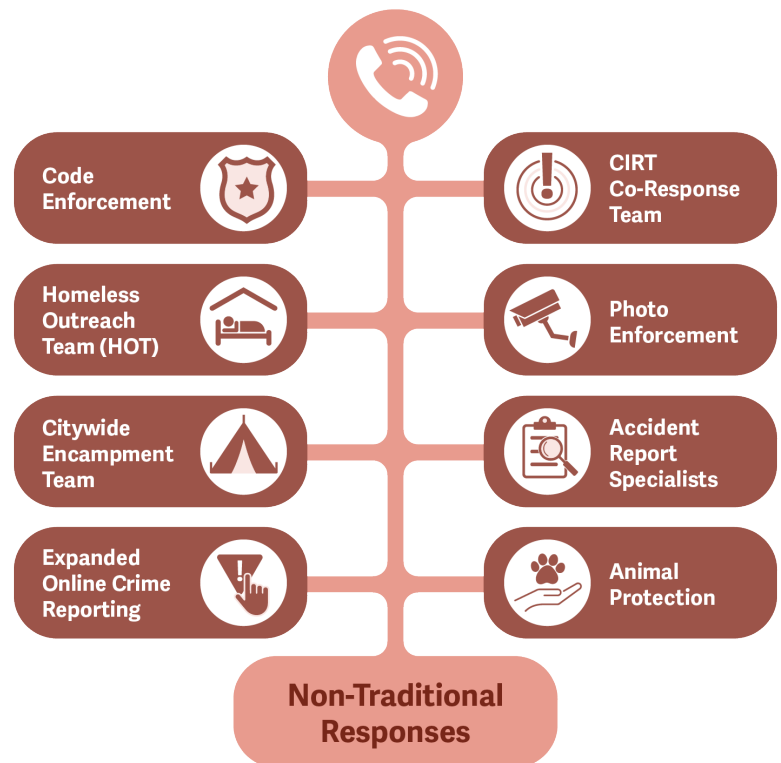 Code
Enforcement
CIRT
Co-Response
Team
Homeless
Outreach
Team (HOT)
Photo
Enforcement
Citywide
Encampment
Team
Accident
Report
Specialists
Expanded
Online Crime
Reporting
Animal
Protection
Non-Traditional
Responses